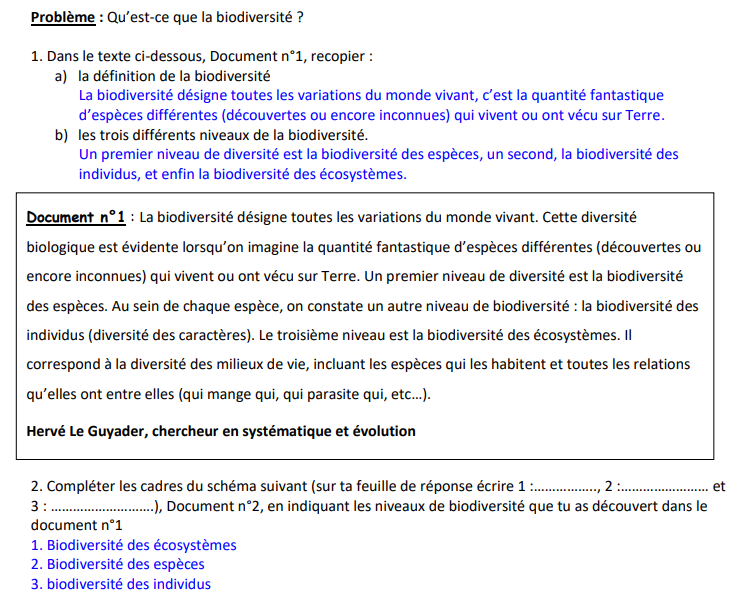 Problème : Qu'est-ce que la biodiversité ?
1. Dans le texte ci-dessous, Document n°1, recopier :
a) la définition de la biodiversité
La biodiversité désigne toutes les variations du monde vivant, c'est la quantité fantastique
d'espèces différentes (découvertes ou encore inconnues) qui vivent ou ont vécu sur Terre.
b) les trois différents niveaux de la biodiversité.
Un premier niveau de diversité est la biodiversité des espèces, un second, la biodiversité des
individus, et enfin la biodiversité des écosystèmes.
Document n°1 : La biodiversité désigne toutes les variations du monde vivant. Cette diversité
biologique est évidente lorsqu'on imagine la quantité fantastique d'espèces différentes (découvertes ou
encore inconnues) qui vivent ou ont vécu sur Terre. Un premier niveau de diversité est la biodiversité
des espèces. Au sein de chaque espèce, on constate un autre niveau de biodiversité : la biodiversité des
individus (diversité des caractères). Le troisième niveau est la biodiversité des écosystèmes. Il
correspond à la diversité des milieux de vie, incluant les espèces qui les habitent et toutes les relations
qu'elles ont entre elles (qui mange qui, qui parasite qui, etc…).
Hervé Le Guyader, chercheur en systématique et évolution
2. Compléter les cadres du schéma suivant (sur ta feuille de réponse écrire 1 :................, 2 :........................ et
3 : ............................), Document n°2, en indiquant les niveaux de biodiversité que tu as découvert dans le
document n°1
1. Biodiversité des écosystèmes
2. Biodiversité des espèces
3. biodiversité des individus